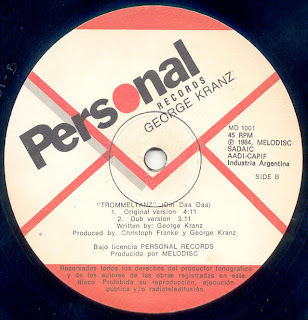 Personal
RECORDS
GEORGE KRANZ
MD 1001
45 RPM
Ⓟ 1984, MELODISC
SADAIC
AADI-CAPIF
Industria Argentina
SIDE B
"TROMMELTANZ" (Din Daa Daa)
1. Original version 4:11
2. Dub version 3:11
Written by: George Kranz
Produced by: Christoph Franke y George Kranz
Bajo licencia PERSONAL RECORDS
Producido por MELODISC
Reservados todos los derechos del productor fonográfico
y de los autores de las obras registradas en este
disco. Prohibida su reproducción, ejecución
pública y/o radioteledifusión.